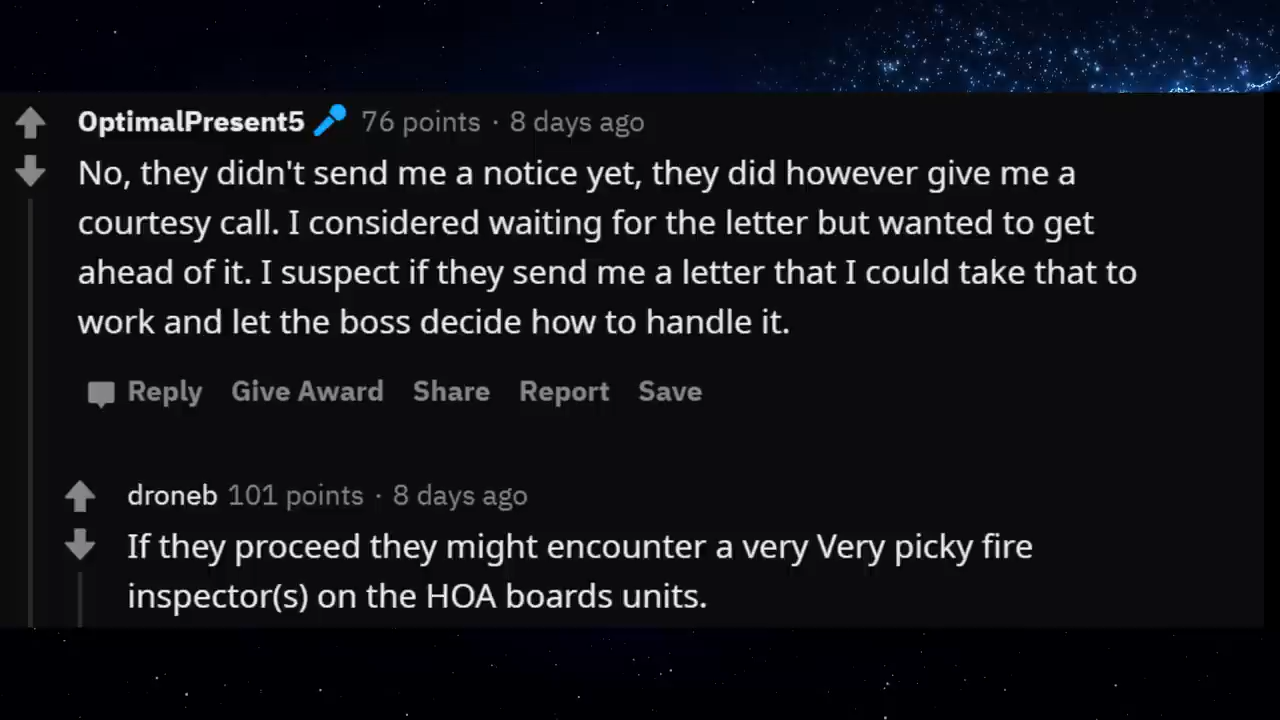 OptimalPresent5 76 points · 8 days ago
No, they didn't send me a notice yet, they did however give me a
courtesy call. I considered waiting for the letter but wanted to get
ahead of it. I suspect if they send me a letter that I could take that to
work and let the boss decide how to handle it.
Reply Give Award Share Report Save
droneb 101 points · 8 days ago
If they proceed they might encounter a very Very picky fire
inspector(s) on the HOA boards units.